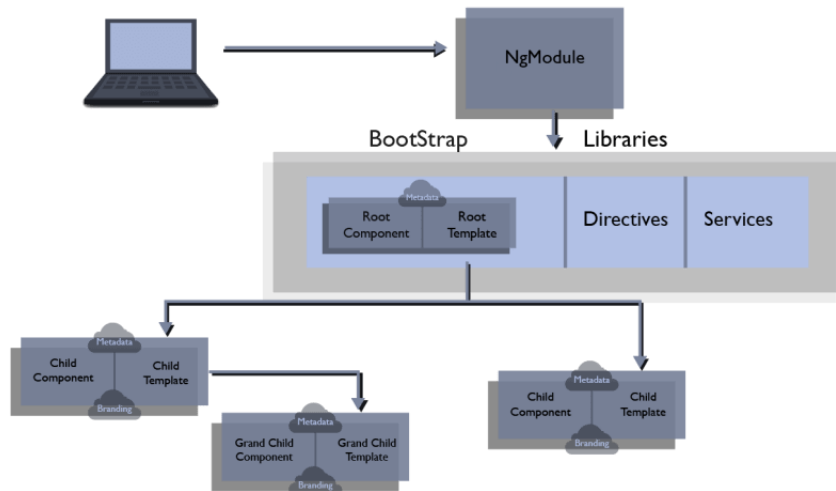 NgModule
BootStrap
Libraries
Metadata
Root Component
Root Template
Directives
Services
Metadata
Child Component
Child Template
Branding
Metadata
Grand Child Component
Grand Child Template
Branding
Metadata
Child Component
Child Template
Branding